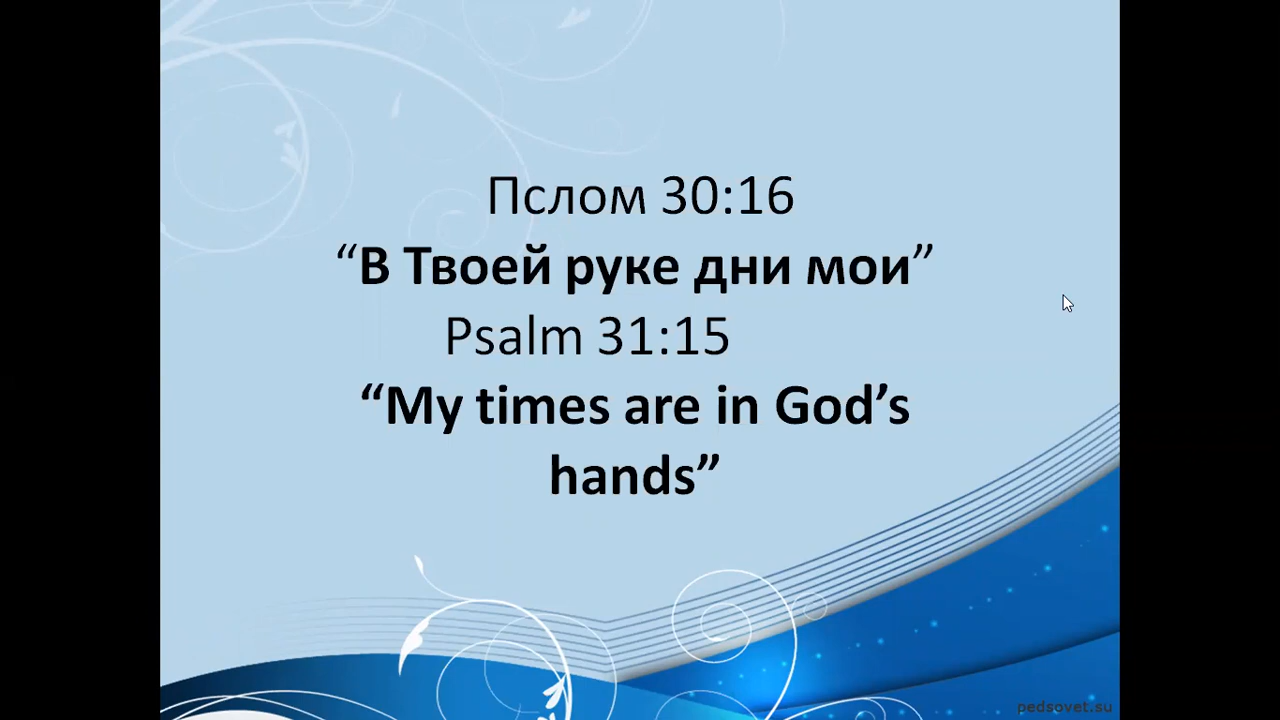 Пслом 30:16
“В Твоей руке дни мои”
Psalm 31:15
“My times are in God’s
hands”
pedsovet.su